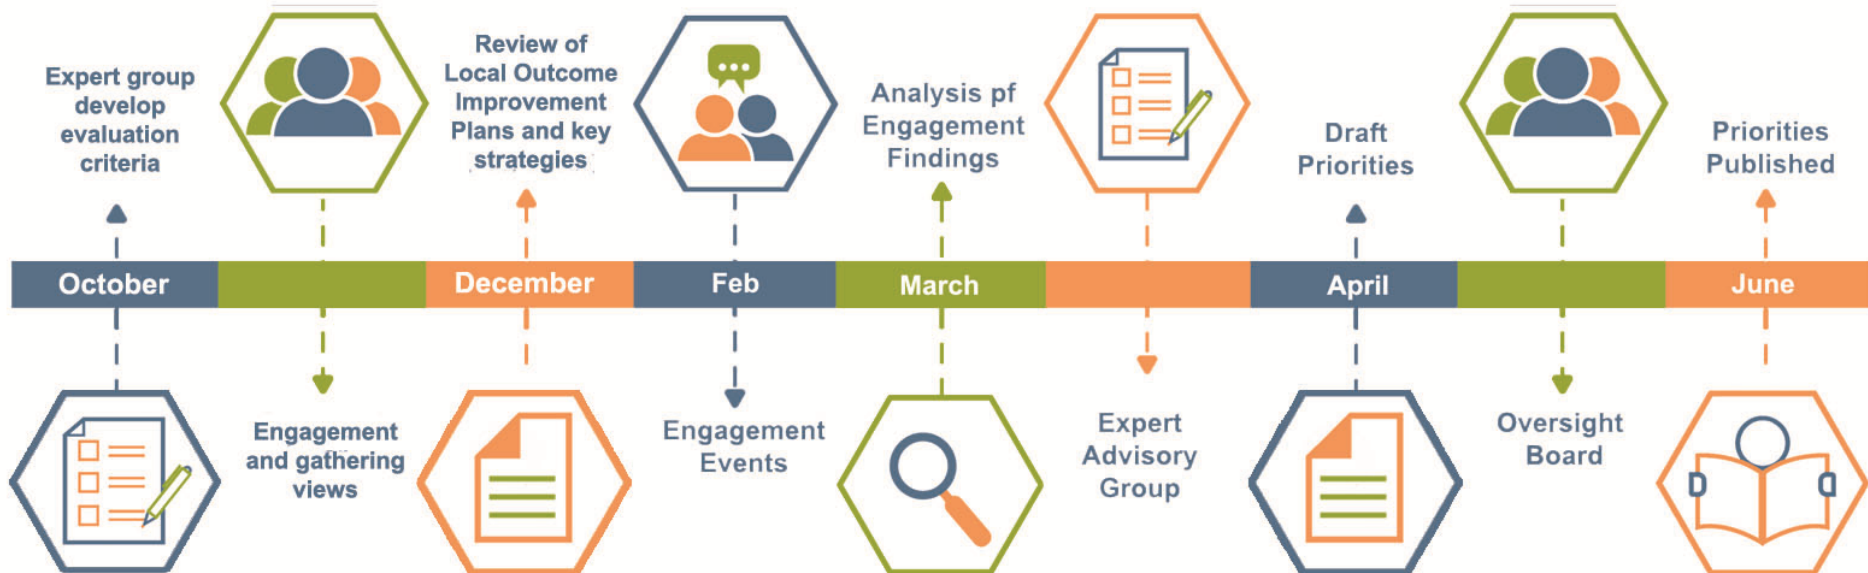 Expert group
develop
evaluation
criteria
Review of
Local Outcome
Improvement
Plans and key
strategies
Analysis pf
Engagement
Findings
Draft
Priorities
Priorities
Published
October
December
Feb
March
April
June
Engagement
and gathering
views
Engagement
Events
Expert
Advisory
Group
Oversight
Board